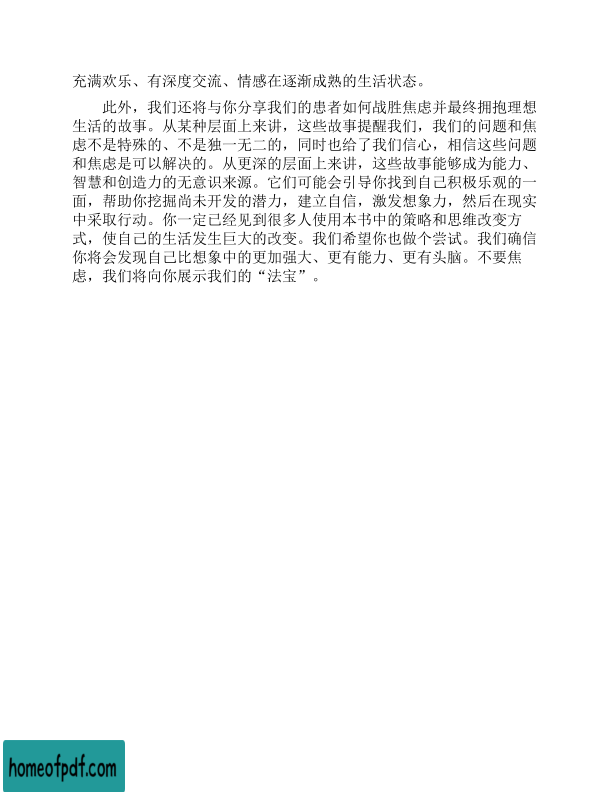 充满欢乐、有深度交流、情感在逐渐成熟的生活状态。
此外，我们还将与你分享我们的患者如何战胜焦虑并最终拥抱理想
生活的故事。从某种层面上来讲，这些故事提醒我们，我们的问题和焦
虑不是特殊的、不是独一无二的，同时也给了我们信心，相信这些问题
和焦虑是可以解决的。从更深的层面上来讲，这些故事能够成为能力、
智慧和创造力的无意识来源。它们可能会引导你找到自己积极乐观的一
面，帮助你挖掘尚未开发的潜力，建立自信，激发想象力，然后在现实
中采取行动。你一定已经见到很多人使用本书中的策略和思维改变方
式，使自己的生活发生巨大的改变。我们希望你也做个尝试。我们确信
你将会发现自己比想象中的更加强大、更有能力、更有头脑。不要焦
虑，我们将向你展示我们的“法宝”。
homeofpdf.com